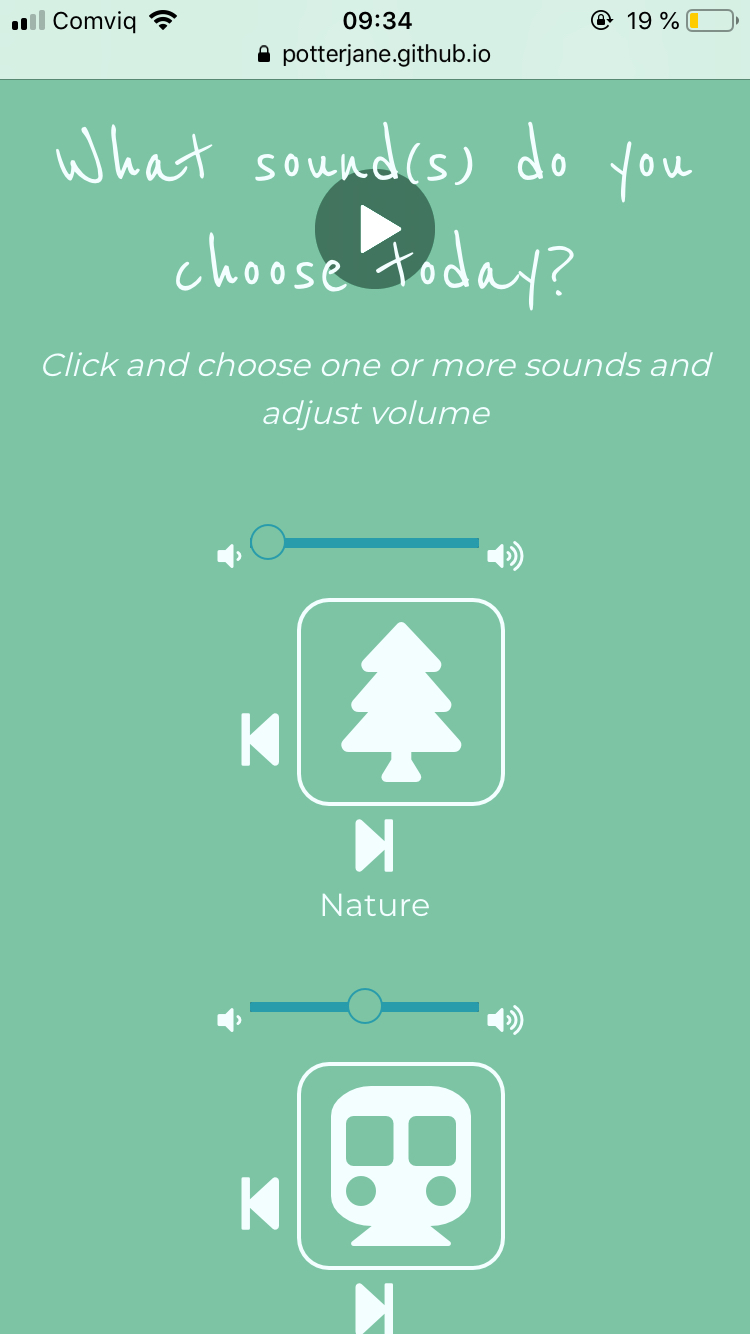 Comviq 09:34 19 %
potterjane.github.io
What sound(s) do you
choose today?
Click and choose one or more sounds and
adjust volume
Nature